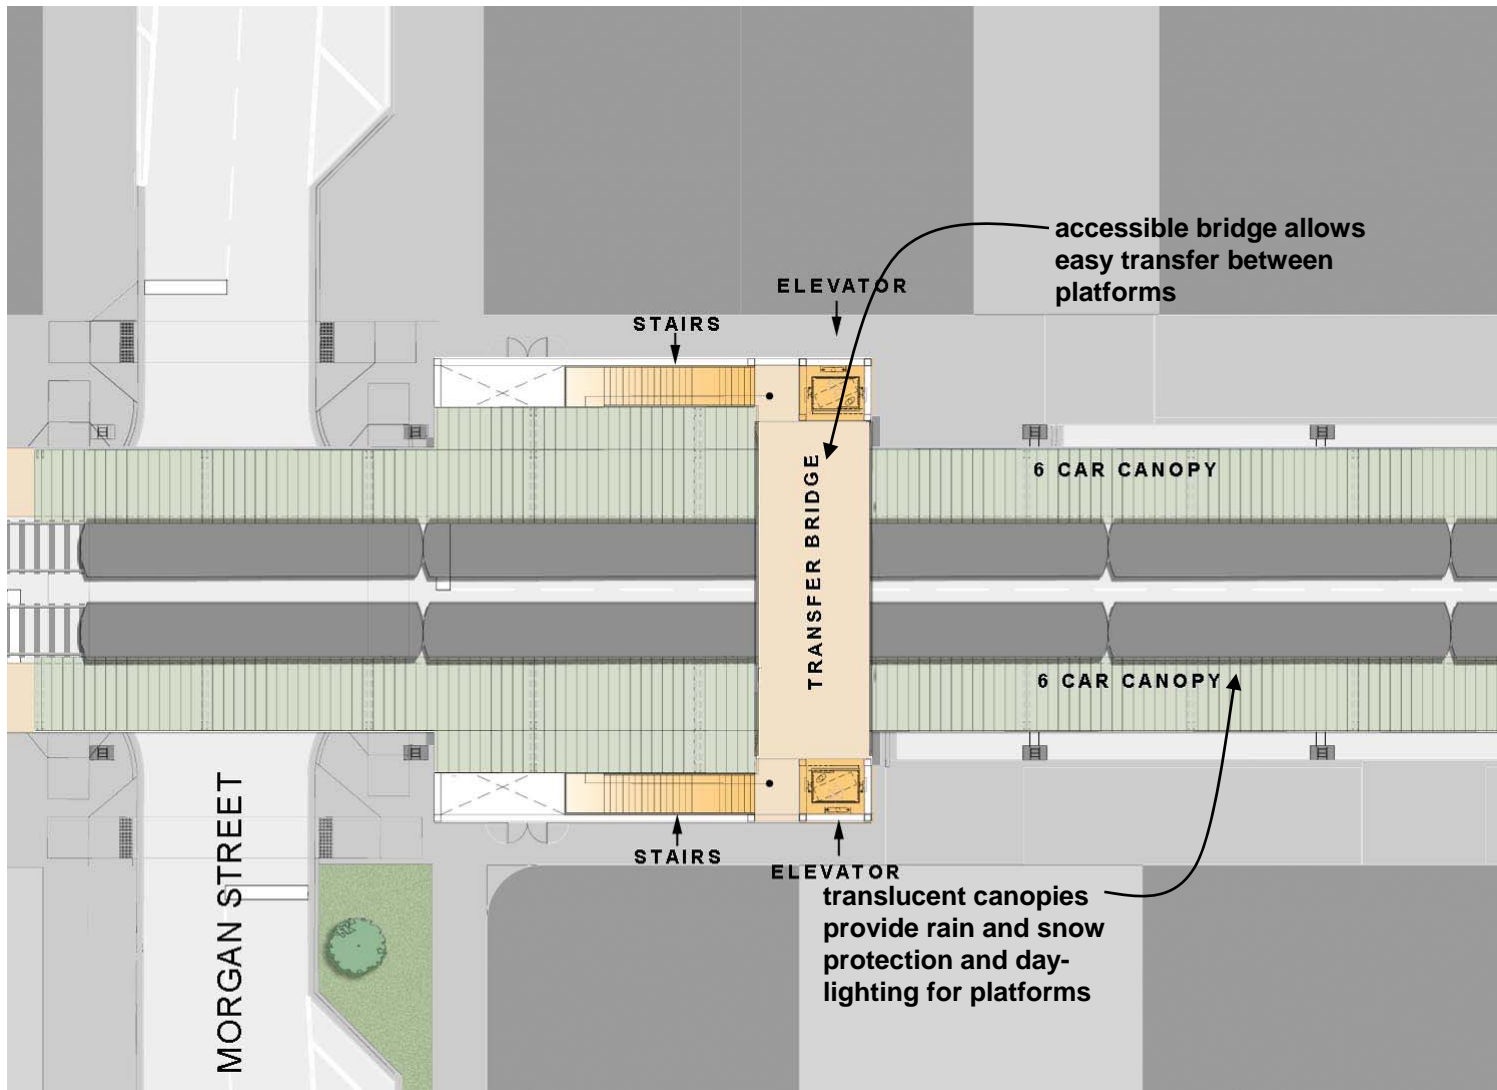 accessible bridge allows
easy transfer between
platforms
ELEVATOR
STAIRS
6 CAR CANOPY
TRANSFER BRIDGE
6 CAR CANOPY
MORGAN STREET
STAIRS
ELEVATOR
translucent canopies
provide rain and snow
protection and day-
lighting for platforms